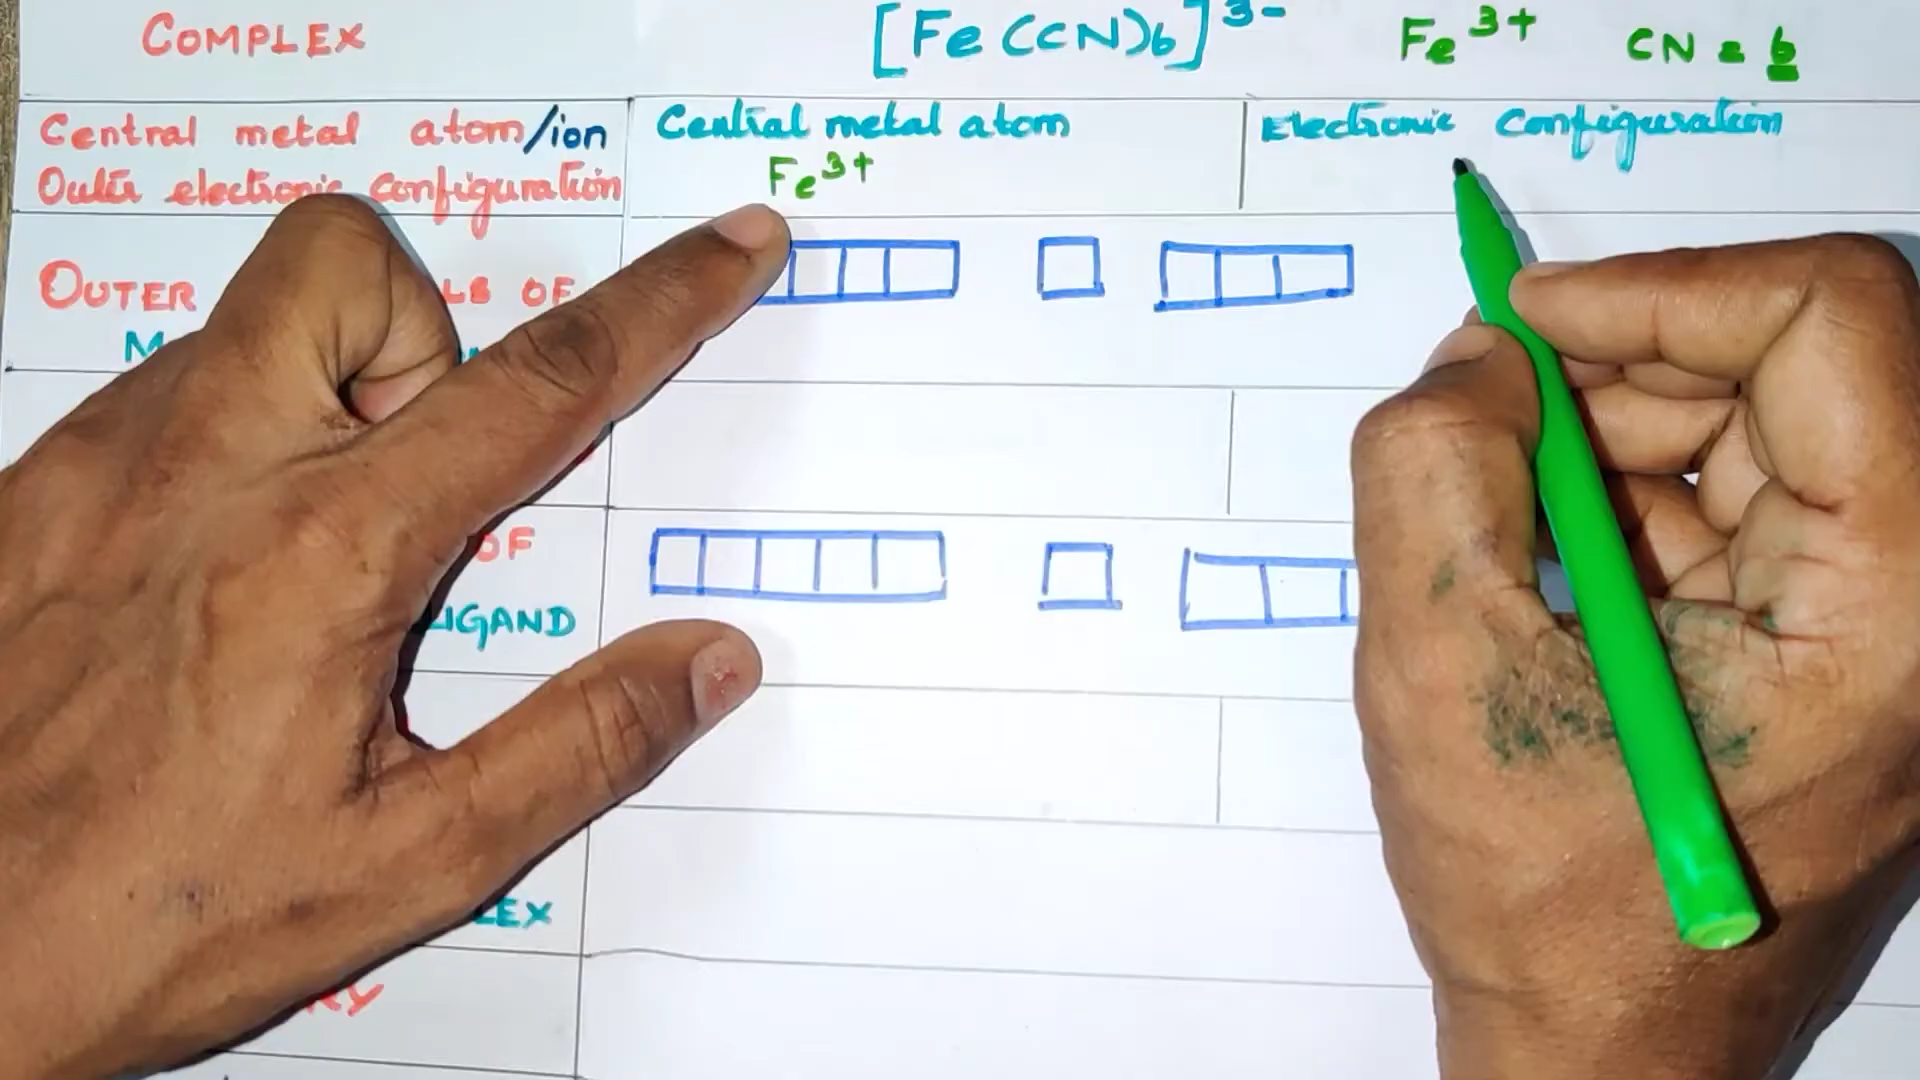 COMPLEX
[Fe(CN)6]3-
Fe3+
CN = 6
Central metal atom/ion
Outer electronic configuration
Central metal atom
Fe3+
Electronic configuration
OUTER
OF
OF
LIGAND